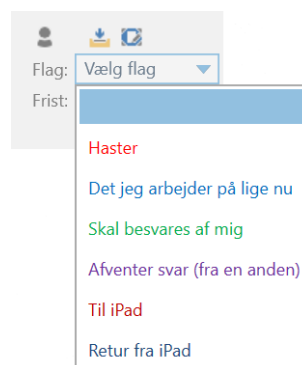 Flag: Vælg flag
Frist:
Haster
Det jeg arbejder på lige nu
Skal besvares af mig
Afventer svar (fra en anden)
Til iPad
Retur fra iPad